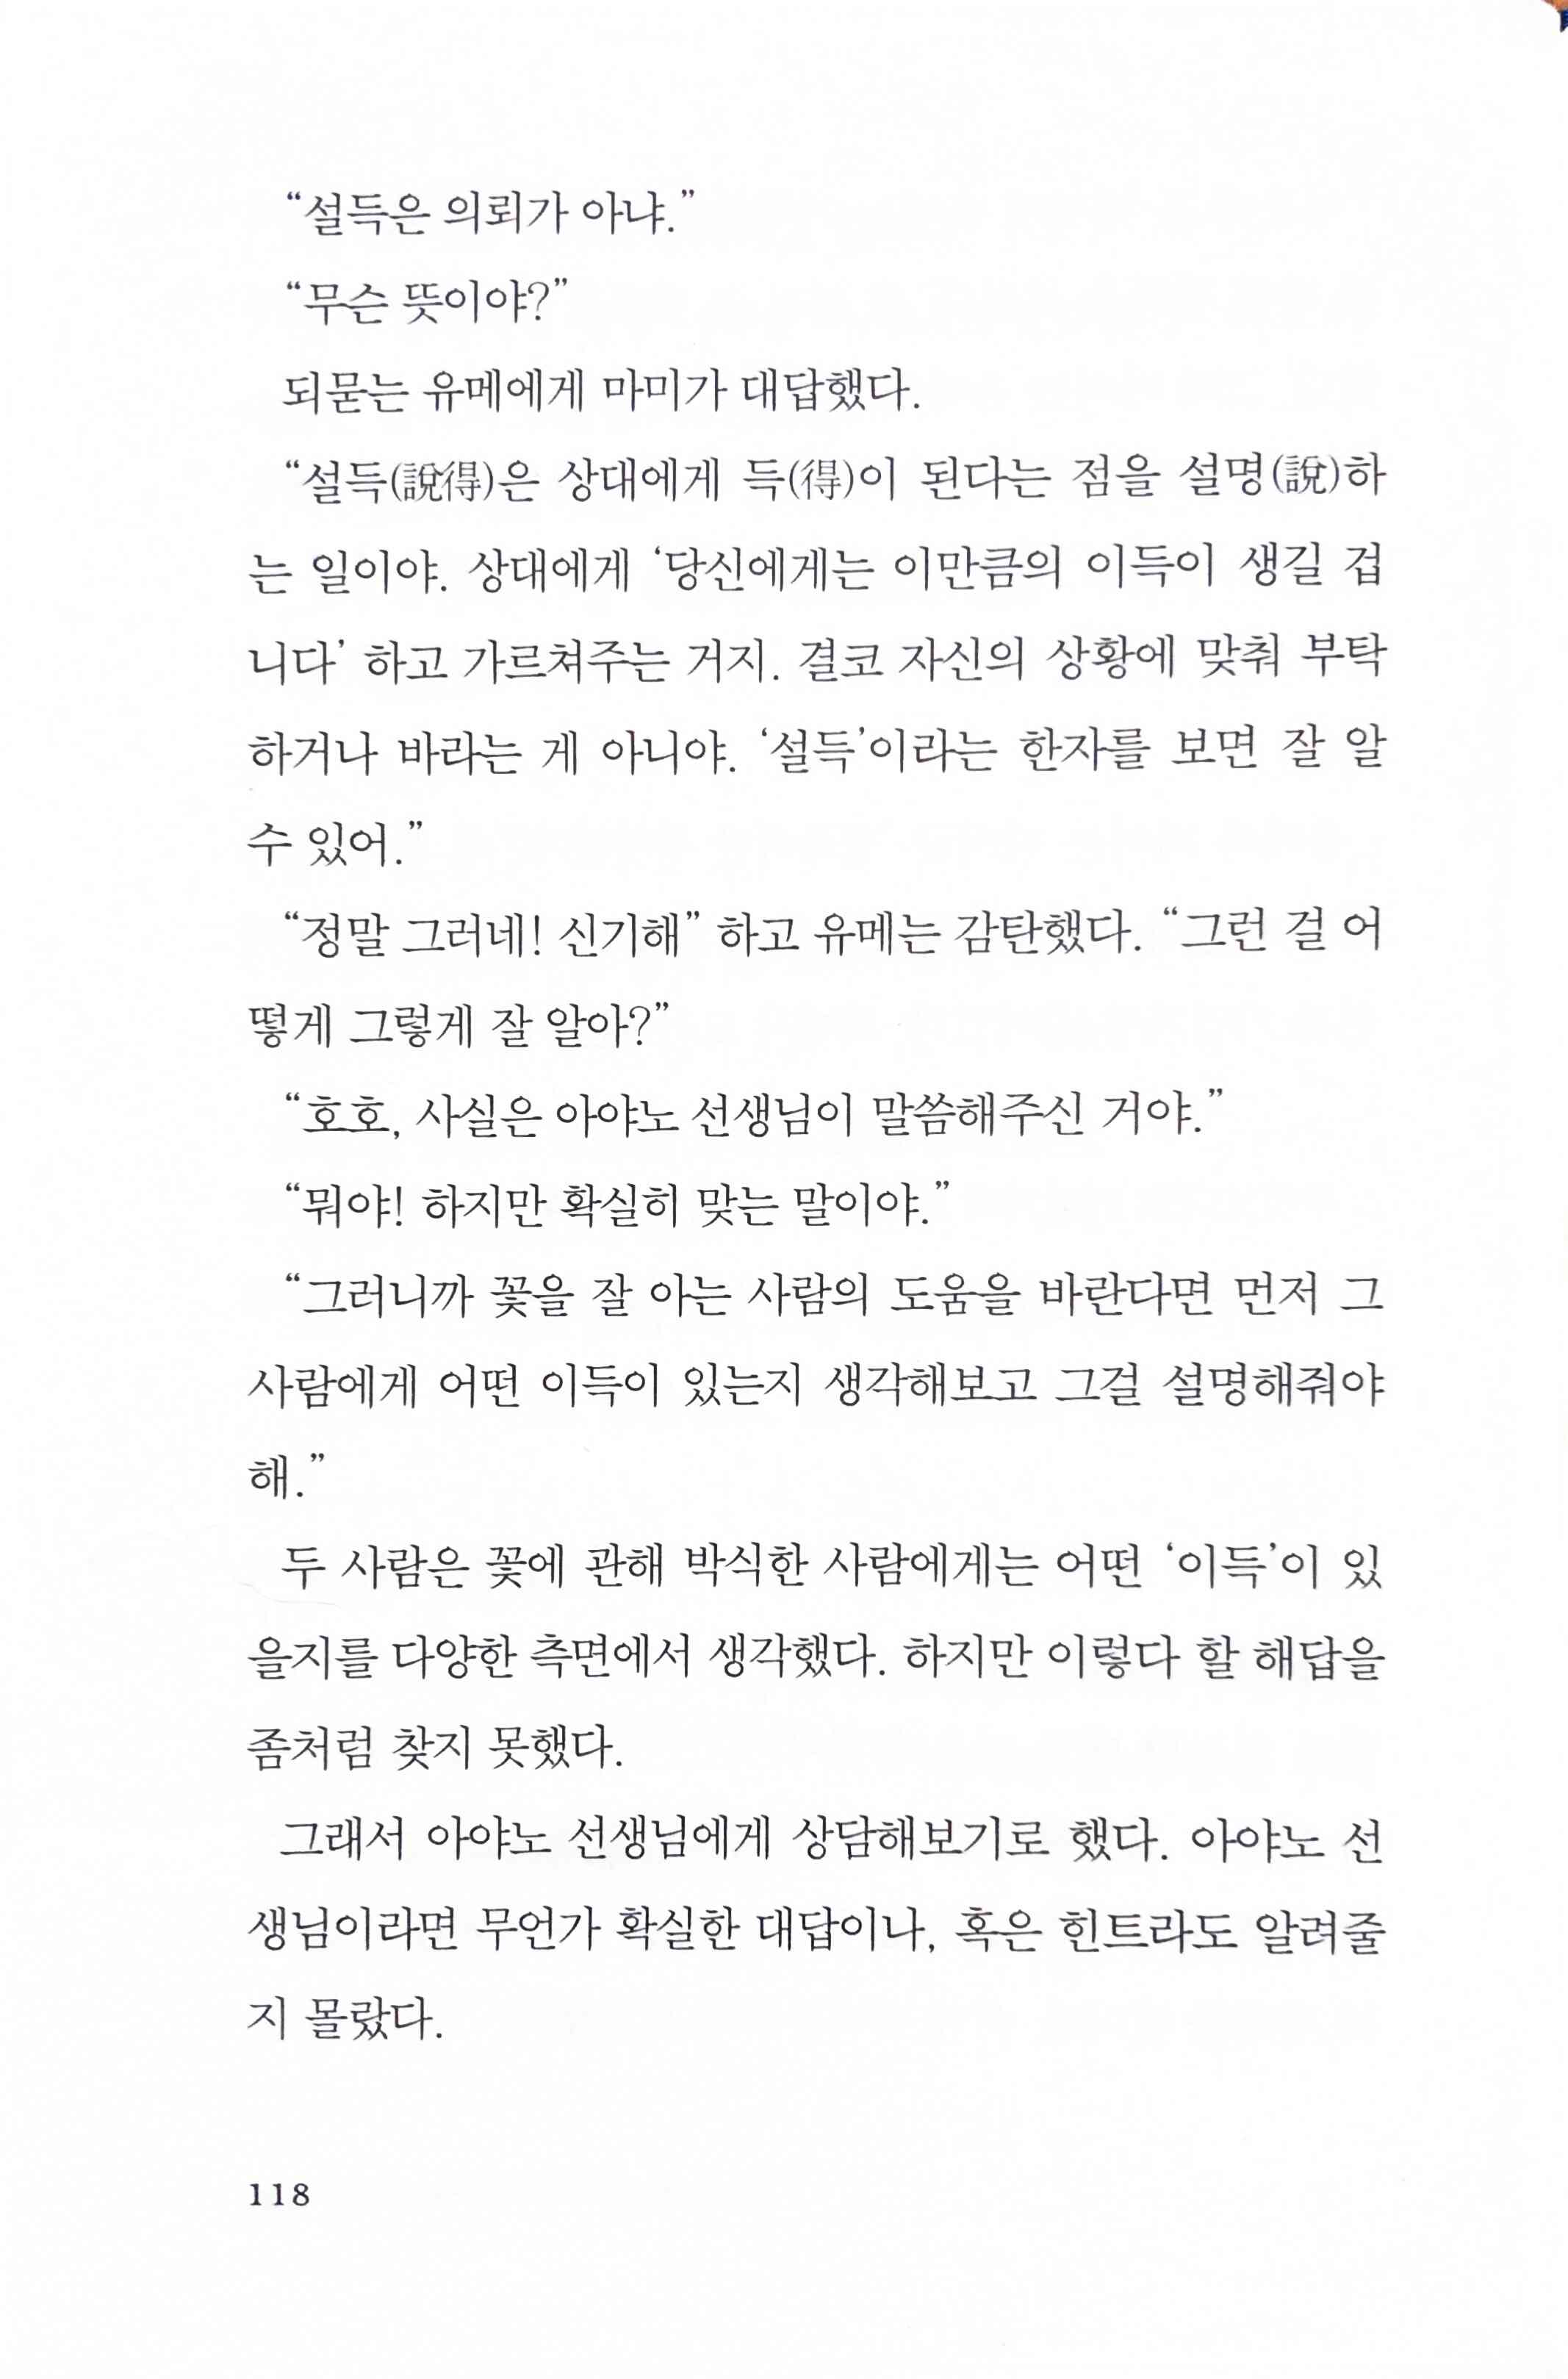 “설득은 의뢰가 아냐.”
“무슨 뜻이야?”
되묻는 유메에게 마미가 대답했다.
“설득(說得)은 상대에게 득(得)이 된다는 점을 설명(說)하
는 일이야. 상대에게 ‘당신에게는 이만큼의 이득이 생길 겁
니다’ 하고 가르쳐주는 거지. 결코 자신의 상황에 맞춰 부탁
하거나 바라는 게 아니야. ‘설득’이라는 한자를 보면 잘 알
수 있어.”
“정말 그러네! 신기해” 하고 유메는 감탄했다. “그런 걸 어
떻게 그렇게 잘 알아?”
“호호, 사실은 아야노 선생님이 말씀해주신 거야.”
“뭐야! 하지만 확실히 맞는 말이야.”
“그러니까 꽃을 잘 아는 사람의 도움을 바란다면 먼저 그
사람에게 어떤 이득이 있는지 생각해보고 그걸 설명해줘야
해.”
두 사람은 꽃에 관해 박식한 사람에게는 어떤 ‘이득’이 있
을지를 다양한 측면에서 생각했다. 하지만 이렇다 할 해답을
좀처럼 찾지 못했다.
그래서 아야노 선생님에게 상담해보기로 했다. 아야노 선
생님이라면 무언가 확실한 대답이나, 혹은 힌트라도 알려줄
지 몰랐다.
118